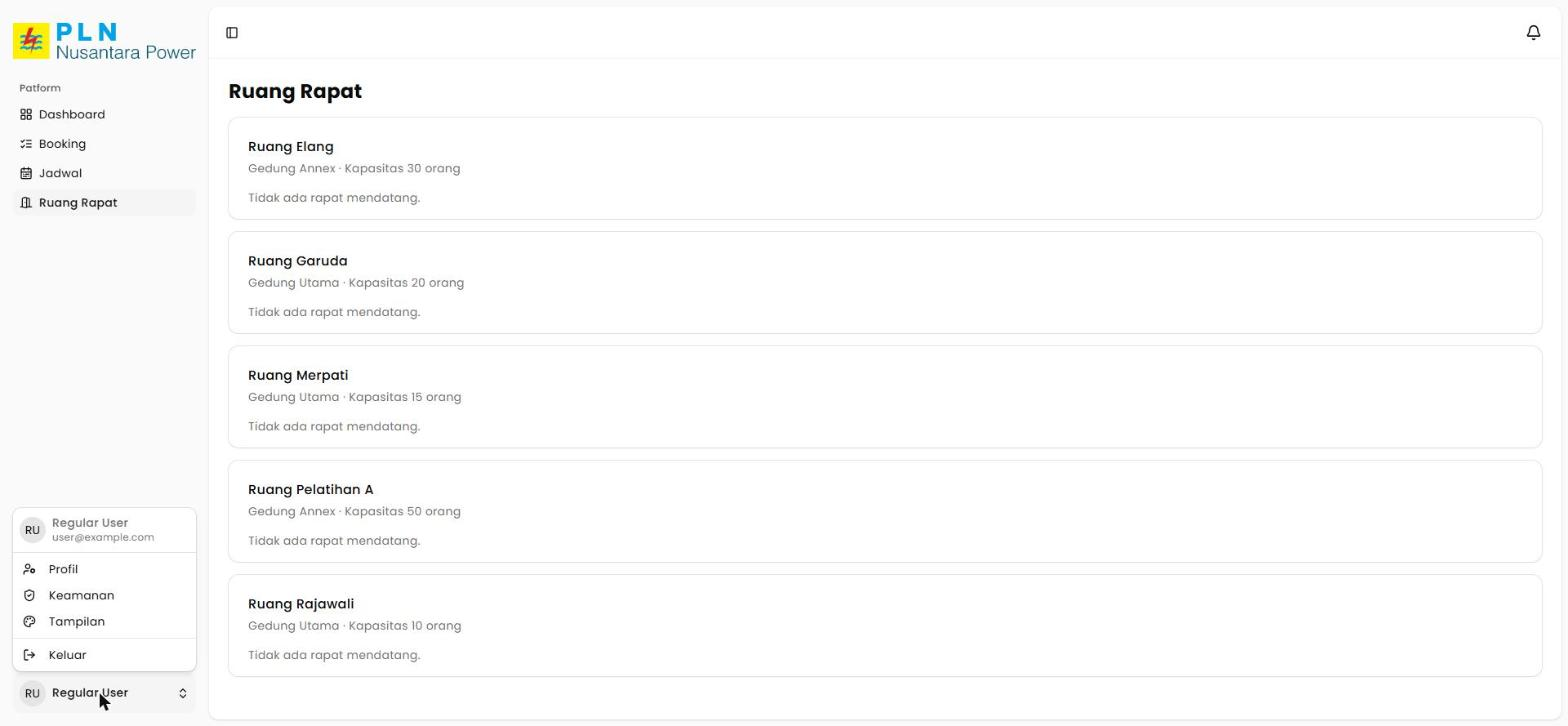 PLN
Nusantara Power
Patform
Dashboard
Booking
Jadwal
Ruang Rapat
Ruang Rapat
Ruang Elang
Gedung Annex · Kapasitas 30 orang
Tidak ada rapat mendatang.
Ruang Garuda
Gedung Utama · Kapasitas 20 orang
Tidak ada rapat mendatang.
Ruang Merpati
Gedung Utama · Kapasitas 15 orang
Tidak ada rapat mendatang.
Ruang Pelatihan A
Gedung Annex · Kapasitas 50 orang
Tidak ada rapat mendatang.
Ruang Rajawali
Gedung Utama · Kapasitas 10 orang
Tidak ada rapat mendatang.
RU
Regular User
user@example.com
Profil
Keamanan
Tampilan
Keluar
RU Regular User